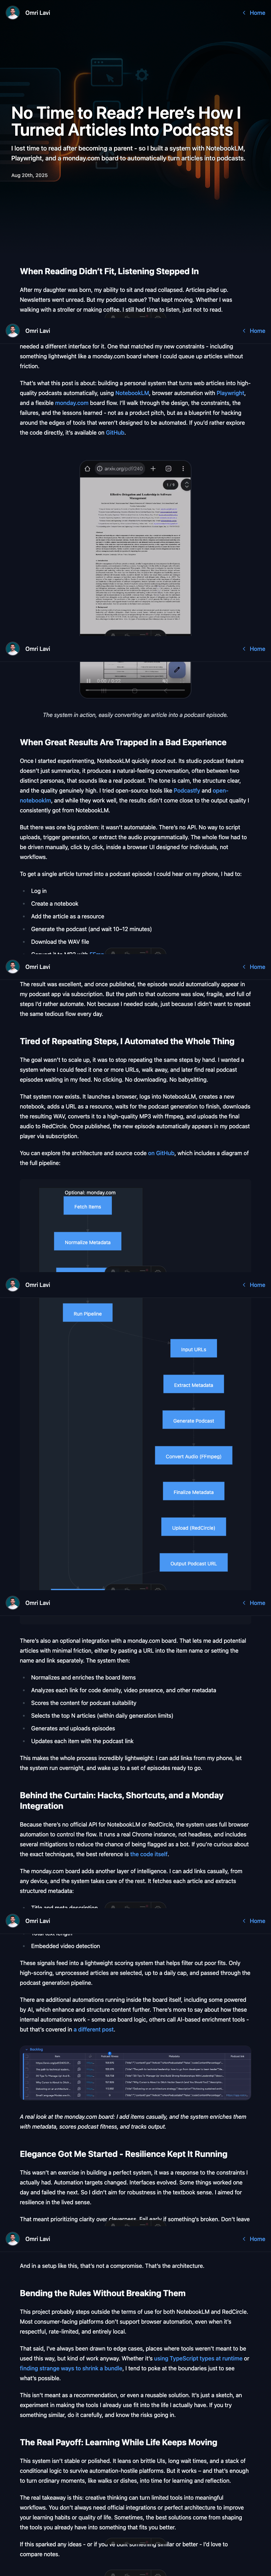 Omri Lavi
Home
No Time to Read? Here's How I
Turned Articles Into Podcasts
I lost time to read after becoming a parent - so I built a system with NotebookLM,
Playwright, and a monday.com board to automatically turn articles into podcasts.
Aug 20th, 2025
When Reading Didn't Fit, Listening Stepped In
After my daughter was born, my ability to sit and read collapsed. Articles piled up.
Newsletters went unread. But my podcast queue? That kept moving. Whether I was
walking with a stroller or making coffee, I still had time to listen, just not to read.
Omri Lavi
Home
needed a different interface for it. One that matched my new constraints - including
something lightweight like a monday.com board where I could queue up articles without
friction.
That's what this post is about: building a personal system that turns web articles into high-
quality podcasts automatically, using NotebookLM, browser automation with Playwright,
and a flexible monday.com board flow. I'll walk through the design, the constraints, the
failures, and the lessons learned - not as a product pitch, but as a blueprint for hacking
around the edges of tools that weren't designed to be automated. If you'd rather explore
the code directly, it's available on GitHub.
Omri Lavi
Home
The system in action, easily converting an article into a podcast episode.
When Great Results Are Trapped in a Bad Experience
Once I started experimenting, NotebookLM quickly stood out. Its audio podcast feature
doesn't just summarize, it produces a natural-feeling conversation, often between two
distinct personas, that sounds like a real podcast. The tone is calm, the structure clear,
and the quality genuinely high. I tried open-source tools like Podcastfy and open-
notebooklm, and while they work well, the results didn't come close to the output quality I
consistently got from NotebookLM.
But there was one big problem: it wasn't automatable. There's no API. No way to script
uploads, trigger generation, or extract the audio programmatically. The whole flow had to
be driven manually, click by click, inside a browser UI designed for individuals, not
workflows.
To get a single article turned into a podcast episode I could hear on my phone, I had to:
Log in
Create a notebook
Add the article as a resource
Generate the podcast (and wait 10–12 minutes)
Download the WAV file
Omri Lavi
Home
The result was excellent, and once published, the episode would automatically appear in
my podcast app via subscription. But the path to that outcome was slow, fragile, and full of
steps I'd rather automate. Not because I needed scale, just because I didn't want to repeat
the same tedious flow every day.
Tired of Repeating Steps, I Automated the Whole Thing
The goal wasn't to scale up, it was to stop repeating the same steps by hand. I wanted a
system where I could feed it one or more URLs, walk away, and later find real podcast
episodes waiting in my feed. No clicking. No downloading. No babysitting.
That system now exists. It launches a browser, logs into NotebookLM, creates a new
notebook, adds a URL as a resource, waits for the podcast generation to finish, downloads
the resulting WAV, converts it to a high-quality MP3 with ffmpeg, and uploads the final
audio to RedCircle. Once published, the new episode automatically appears in my podcast
player via subscription.
You can explore the architecture and source code on GitHub, which includes a diagram of
the full pipeline:
Optional: monday.com
Fetch Items
Normalize Metadata
Omri Lavi
Home
Run Pipeline
Input URLs
Extract Metadata
Generate Podcast
Convert Audio (FFmpeg)
Finalize Metadata
Upload (RedCircle)
Output Podcast URL
Omri Lavi
Home
There's also an optional integration with a monday.com board. That lets me add potential
articles with minimal friction, either by pasting a URL into the item name or setting the
name and link separately. The system then:
Normalizes and enriches the board items
Analyzes each link for code density, video presence, and other metadata
Scores the content for podcast suitability
Selects the top N articles (within daily generation limits)
Generates and uploads episodes
Updates each item with the podcast link
This makes the whole process incredibly lightweight: I can add links from my phone, let
the system run overnight, and wake up to a set of episodes ready to go.
Behind the Curtain: Hacks, Shortcuts, and a Monday
Integration
Because there's no official API for NotebookLM or RedCircle, the system uses full browser
automation to control the flow. It runs a real Chrome instance, not headless, and includes
several mitigations to reduce the chance of being flagged as a bot. If you're curious about
the exact techniques, the best reference is the code itself.
The monday.com board adds another layer of intelligence. I can add links casually, from
any device, and the system takes care of the rest. It fetches each article and extracts
structured metadata:
Title and meta description
Omri Lavi
Home
Total text length
Embedded video detection
These signals feed into a lightweight scoring system that helps filter out poor fits. Only
high-scoring, unprocessed articles are selected, up to a daily cap, and passed through the
podcast generation pipeline.
There are additional automations running inside the board itself, including some powered
by AI, which analyze and structure content further. There's more to unpack on how these
internal automations work - some use standard board logic, others call AI-based enrichment tools -
but that's covered in a different post.
A real look at the monday.com board: I add items casually, and the system enriches them
with metadata, scores podcast fitness, and tracks output.
Elegance Got Me Started - Resilience Kept It Running
This wasn't an exercise in building a perfect system, it was a response to the constraints I
actually had. Automation targets changed. Interfaces evolved. Some things worked one
day and failed the next. So I didn't aim for robustness in the textbook sense. I aimed for
resilience in the lived sense.
That meant prioritizing clarity over cleverness. Fail early if something's broken. Don't leave
Omri Lavi
Home
And in a setup like this, that's not a compromise. That's the architecture.
Bending the Rules Without Breaking Them
This project probably steps outside the terms of use for both NotebookLM and RedCircle.
Most consumer-facing platforms don't support browser automation, even when it's
respectful, rate-limited, and entirely local.
That said, I've always been drawn to edge cases, places where tools weren't meant to be
used this way, but kind of work anyway. Whether it's using TypeScript types at runtime or
finding strange ways to shrink a bundle, I tend to poke at the boundaries just to see
what's possible.
This isn't meant as a recommendation, or even a reusable solution. It's just a sketch, an
experiment in making the tools I already use fit into the life I actually have. If you try
something similar, do it carefully, and know the risks going in.
The Real Payoff: Learning While Life Keeps Moving
This system isn't stable or polished. It leans on brittle UIs, long wait times, and a stack of
conditional logic to survive automation-hostile platforms. But it works – and that's enough
to turn ordinary moments, like walks or dishes, into time for learning and reflection.
The real takeaway is this: creative thinking can turn limited tools into meaningful
workflows. You don't always need official integrations or perfect architecture to improve
your learning or quality of life. Sometimes, the best solutions come from shaping
the tools you already have into something that fits you better.
If this sparked any ideas - or if you've built something similar or better - I'd love to
compare notes.